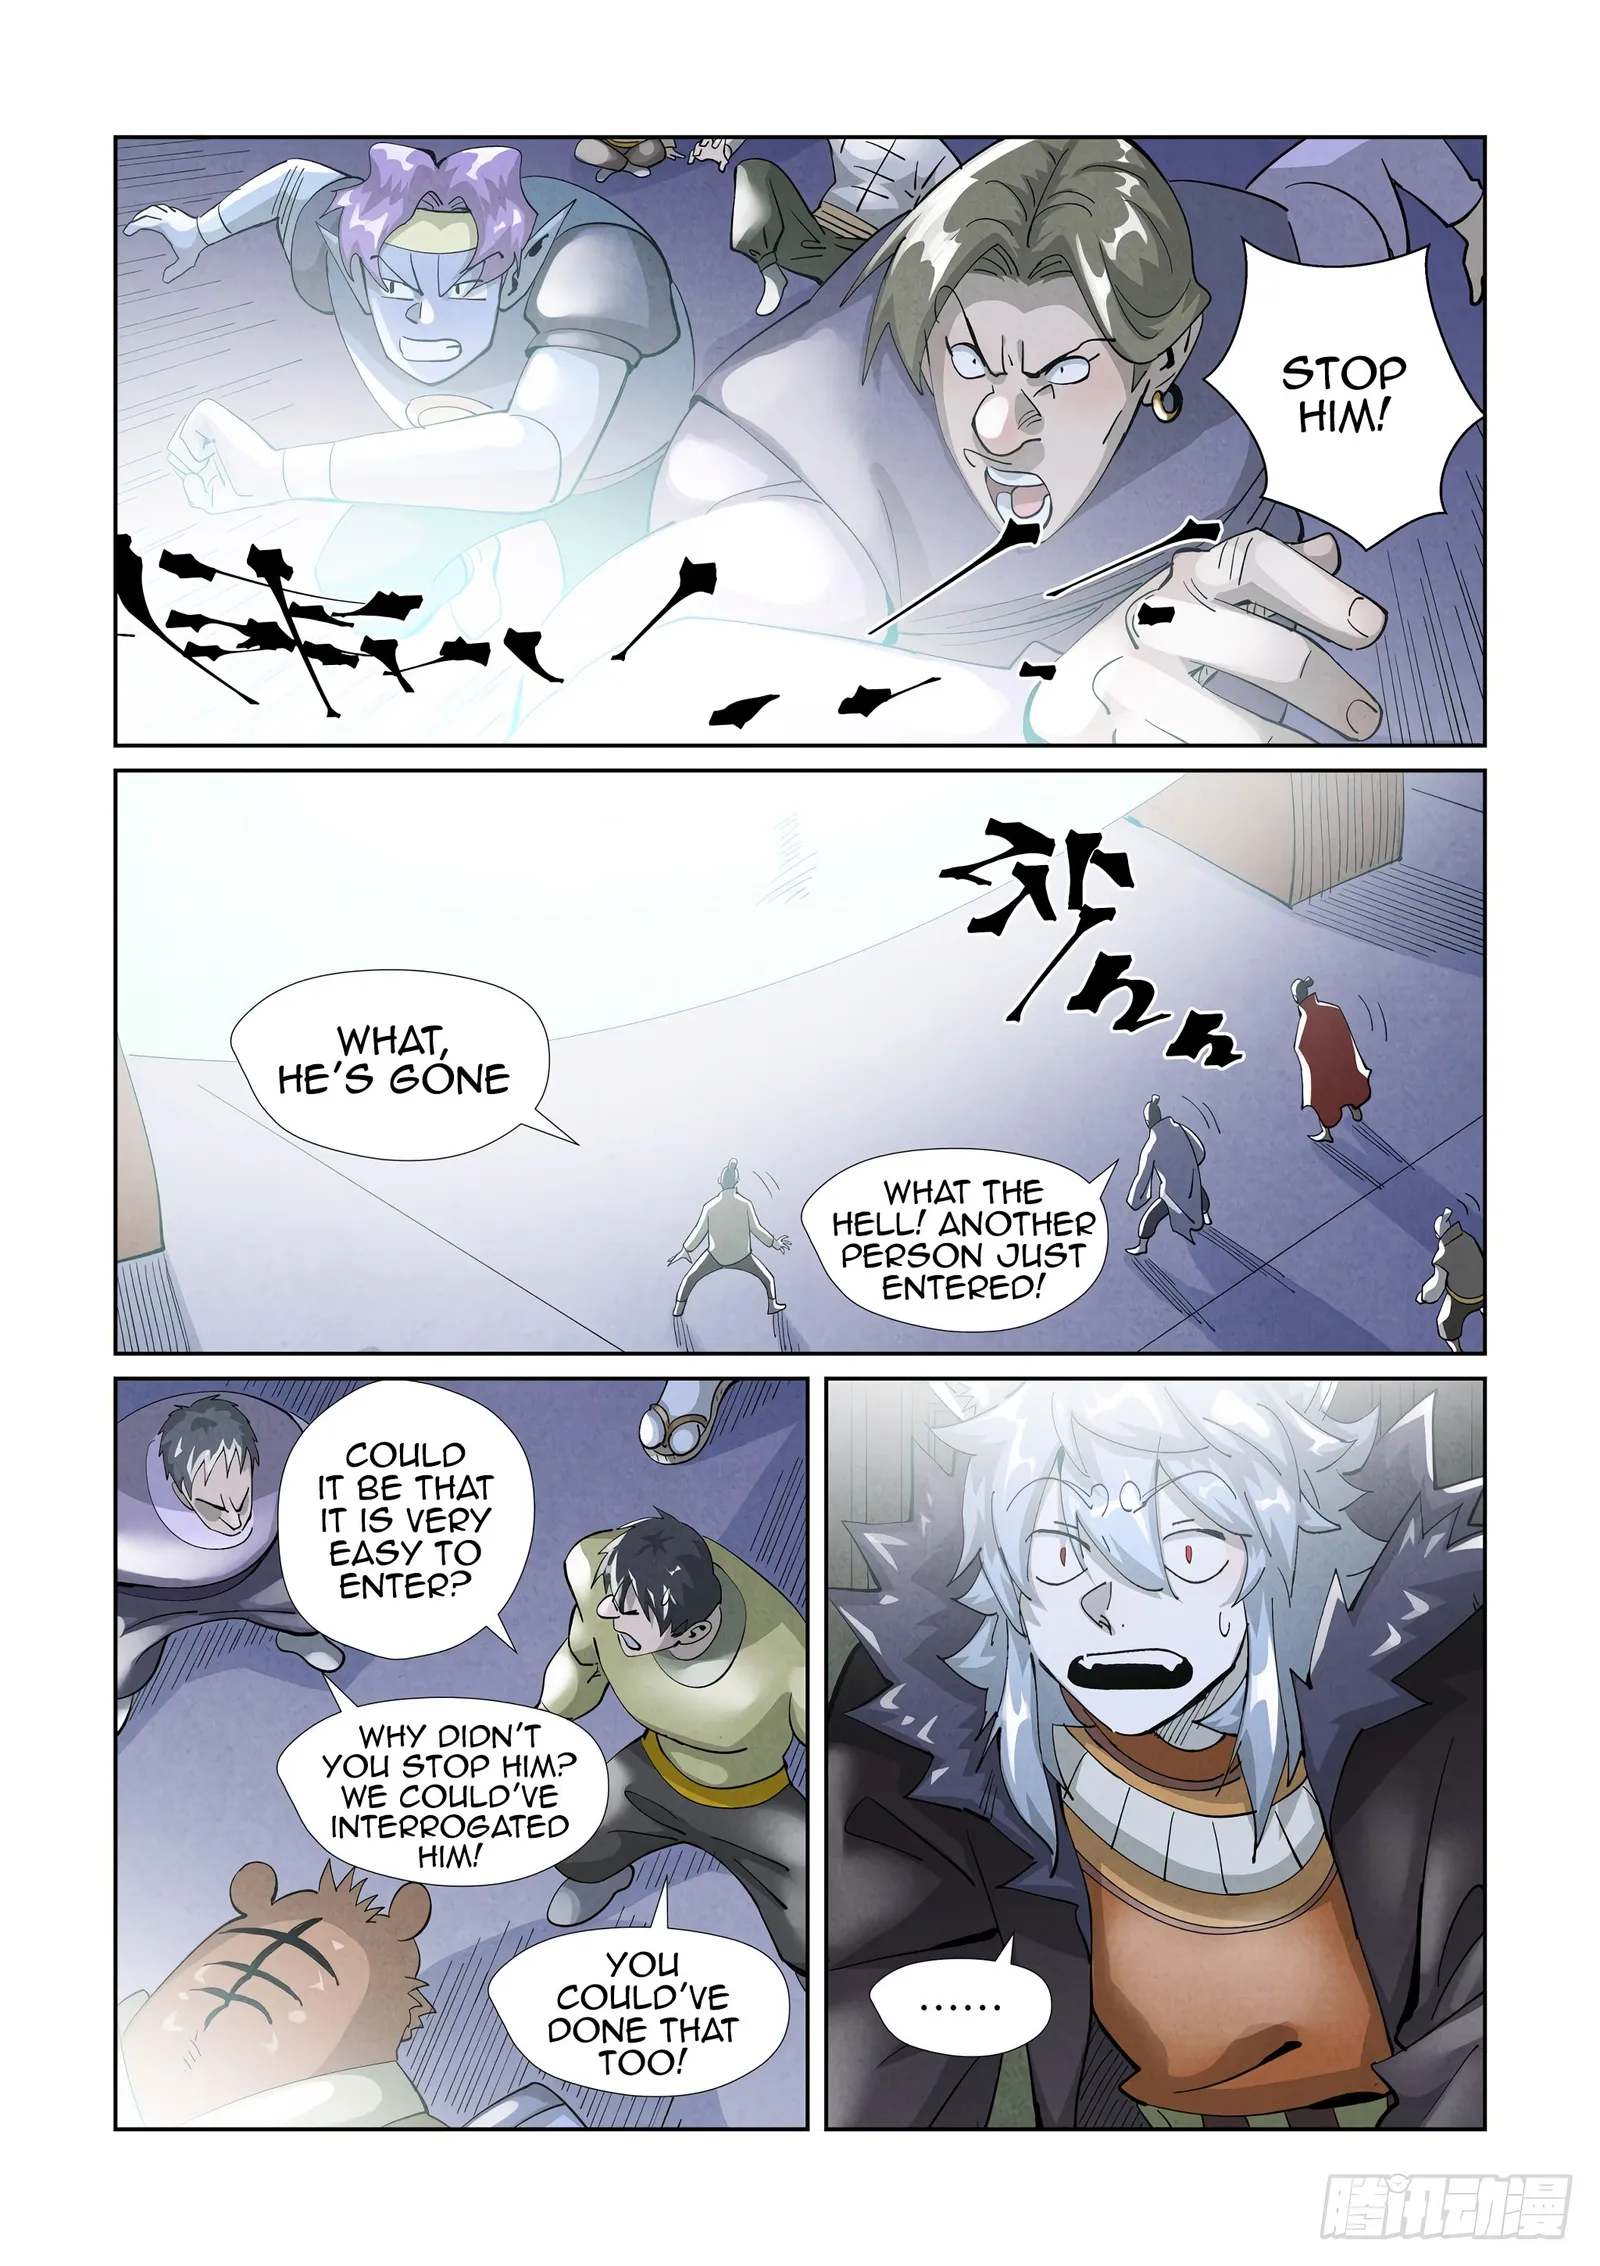 STOP
HIM!
WHAT,
HE'S GONE
WHAT THE
HELL! ANOTHER
PERSON JUST
ENTERED!
COULD
IT BE THAT
IT IS VERY
EASY TO
ENTER?
WHY DIDN'T
YOU STOP HIM?
WE COULD'VE
INTERROGATED
HIM!
YOU
COULD'VE
DONE THAT
TOO!
......
腾讯动漫